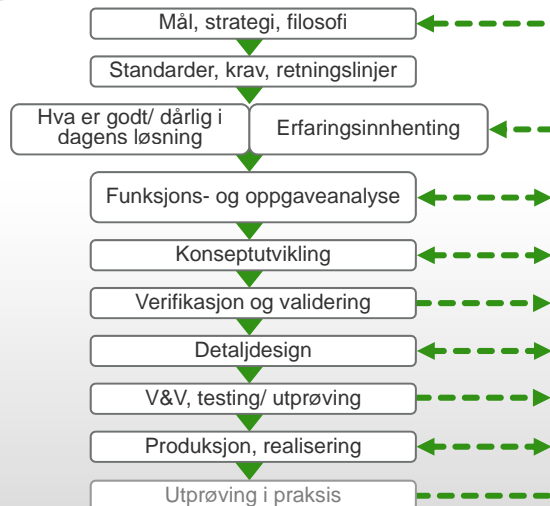 Mål, strategi, filosofi
Standarder, krav, retningslinjer
Hva er godt/ dårlig i
dagens løsning
Erfaringsinnhenting
Funksjons- og oppgaveanalyse
Konseptutvikling
Verifikasjon og validering
Detaljdesign
V&V, testing/ utprøving
Produksjon, realisering
Utprøving i praksis